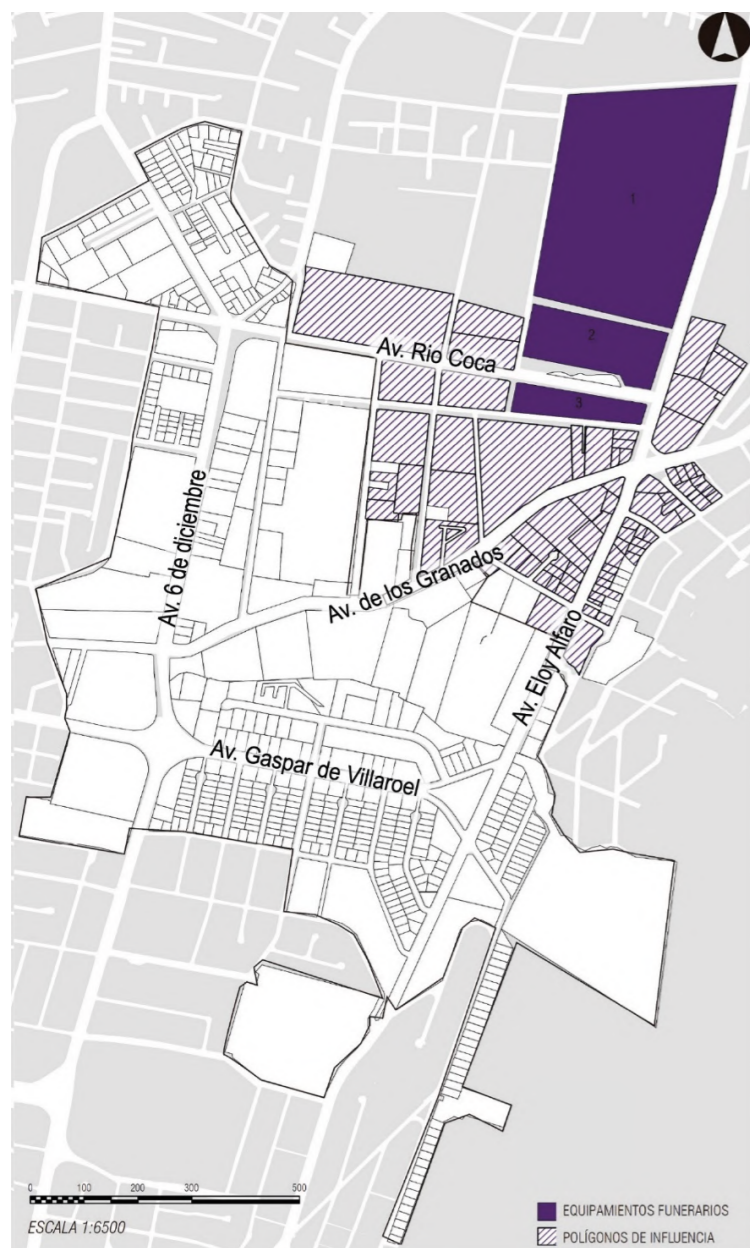 1
2
Av. Rio Coca
3
Av. 6 de diciembre
Av. de los Granados
Av. Eloy Alfaro
Av. Gaspar de Villaroel
0 100 200 300 500
ESCALA 1:6500
EQUIPAMIENTOS FUNERARIOS
POLÍGONOS DE INFLUENCIA